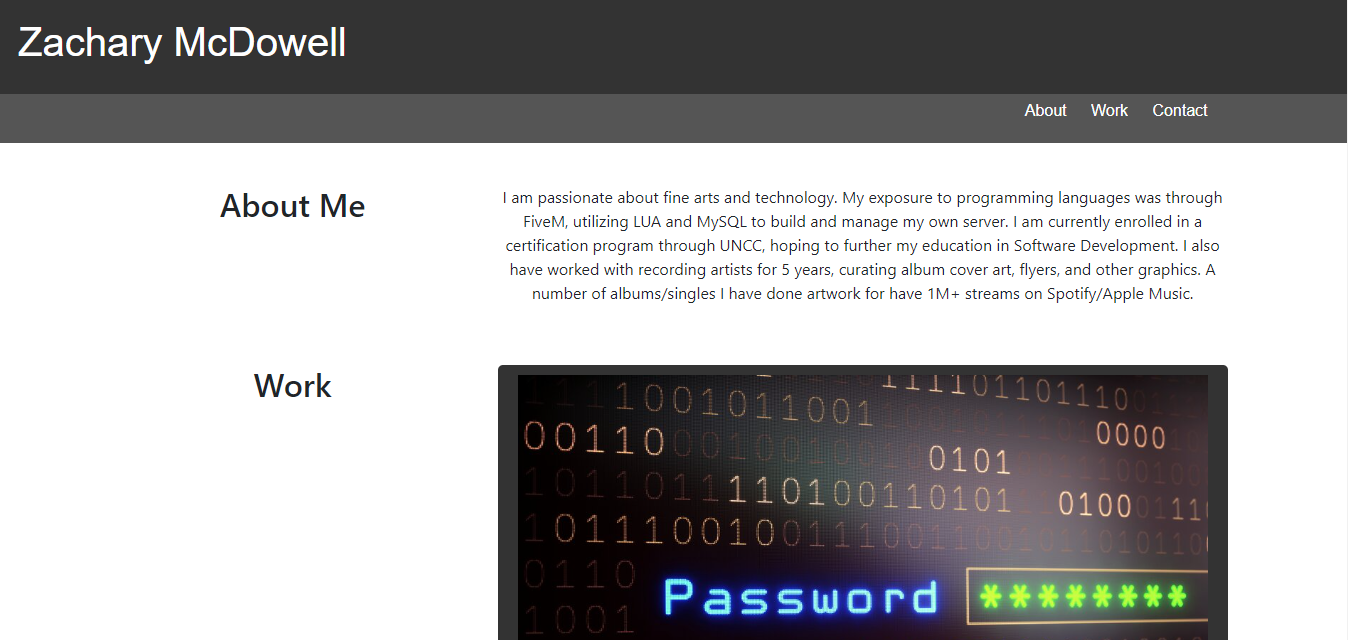 Zachary McDowell
About Work Contact
About Me
I am passionate about fine arts and technology. My exposure to programming languages was through
FiveM, utilizing LUA and MySQL to build and manage my own server. I am currently enrolled in a
certification program through UNCC, hoping to further my education in Software Development. I also
have worked with recording artists for 5 years, curating album cover art, flyers, and other graphics. A
number of albums/singles I have done artwork for have 1M+ streams on Spotify/Apple Music.
Work
1001011001
11110110111100
00110
0000
0101
110100110101
0100
0111001000111001
0110
1001
Password ********